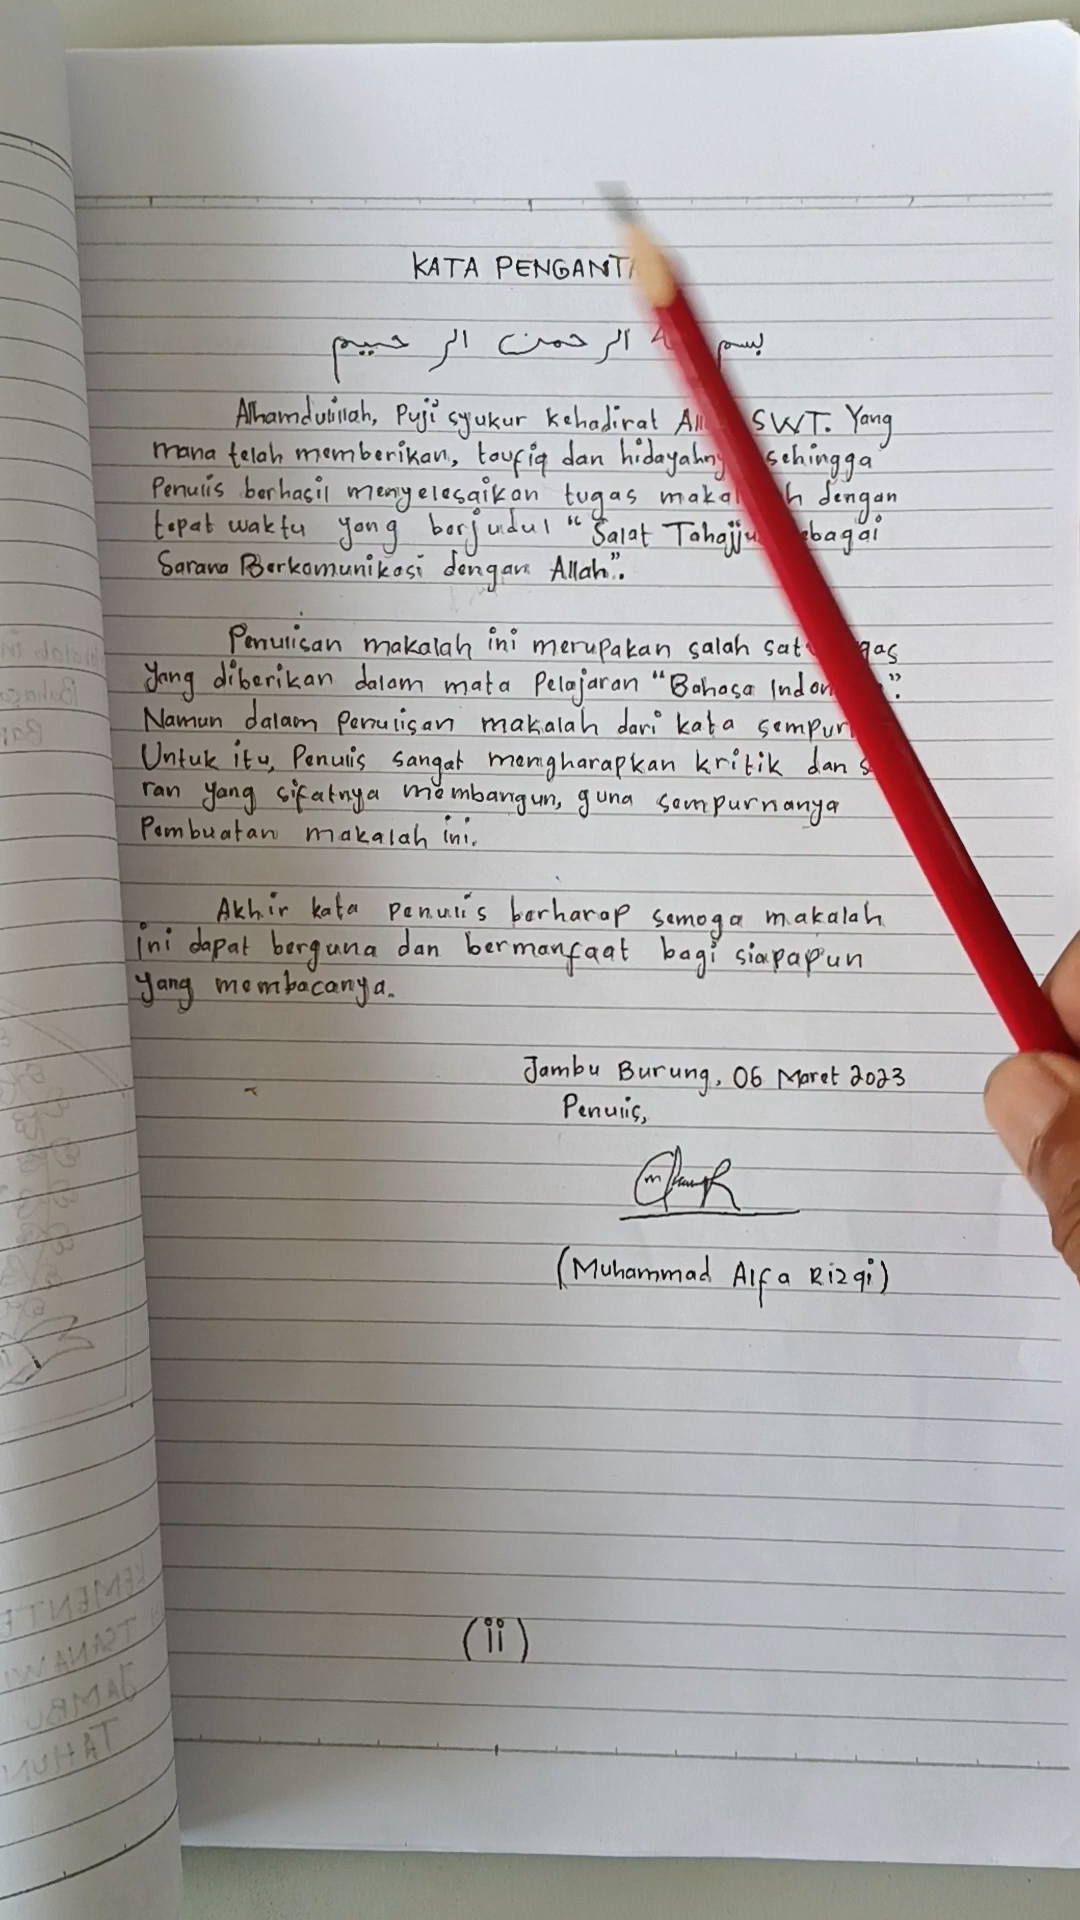 KATA PENGANTA
بسم الرحمن الرحيم
Alhamdulillah, Puji syukur kehadirat SWT. Yang
mana telah memberikan, taufiq dan hidayahny sehingga
Penulis berhasil menyelesaikan tugas maka h dengan
tepat waktu yang berjudul "Salat Tahajju ebagai
Sarana Berkomunikasi dengan Allah".
Penulisan makalah ini merupakan salah sat gas
yang diberikan dalam mata Pelajaran "Bahasa Indon ".
Namun dalam Penulisan makalah dari kata sempur
Untuk itu, Penulis sangat mengharapkan kritik dan s
ran yang sifatnya membangun, guna sempurnanya
Pembuatan makalah ini.
Akhir kata penulis berharap semoga makalah
ini dapat berguna dan bermanfaat bagi siapapun
yang membacanya.
Jambu Burung, 06 Maret 2023
Penulis,
(Muhammad Alfa Rizqi)
(ii)